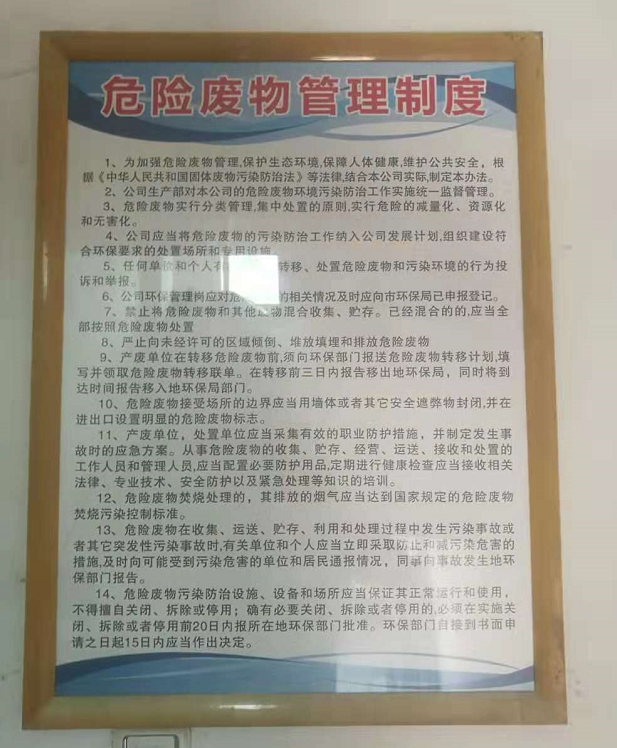 危险废物管理制度
1、为加强危险废物管理,保护生态环境,保障人体健康,维护公共安全，根
据《中华人民共和国固体废物污染防治法》等法律,结合本公司实际,制定本办法。
2、公司生产部对本公司的危险废物环境污染防治工作实施统一监督管理。
3、危险废物实行分类管理,集中处置的原则,实行危险的减量化、资源化
和无害化。
4、公司应当将危险废物的污染防治工作纳入公司发展计划,组织建设符
合环保要求的处置场所和专用设施
5、任何单位和个人有 转移、处置危险废物和污染环境的行为投
诉和举报。
6、公司环保管理岗应对危 的相关情况及时应向市环保局已申报登记。
7、禁止将危险废物和其他废物混合收集、贮存。已经混合的的,应当全
部按照危险废物处置
8、严止向未经许可的区域倾倒、堆放填埋和排放危险废物
9、产废单位在转移危险废物前,须向环保部门报送危险废物转移计划,填
写并领取危险废物转移联单。在转移前三日内报告移出地环保局，同时将到
达时间报告移入地环保局部门。
10、危险废物接受场所的边界应当用墙体或者其它安全遮弊物封闭,并在
进出口设置明显的危险废物标志。
11、产废单位，处置单位应当采集有效的职业防护措施，并制定发生事
故时的应急方案。从事危险废物的收集、贮存、经营、运送、接收和处置的
工作人员和管理人员,应当配置必要防护用品,定期进行健康检查应当接收相关
法律、专业技术、安全防护以及紧急处理等知识的培训。
12、危险废物焚烧处理的，其排放的烟气应当达到国家规定的危险废物
焚烧污染控制标准。
13、危险废物在收集、运送、贮存、利用和处理过程中发生污染事故或
者其它突发性污染事故时,有关单位和个人应当立即采取防止和减污染危害的
措施,及时向可能受到污染危害的单位和居民通报情况，同事向事故发生地环
保部门报告。
14、危险废物污染防治设施、设备和场所应当保证其正常运行和使用，
不得擅自关闭、拆除或停用；确有必要关闭、拆除或者停用的,必须在实施关
闭、拆除或者停用前20日内报所在地环保部门批准。环保部门自接到书面申
请之日起15日内应当作出决定。